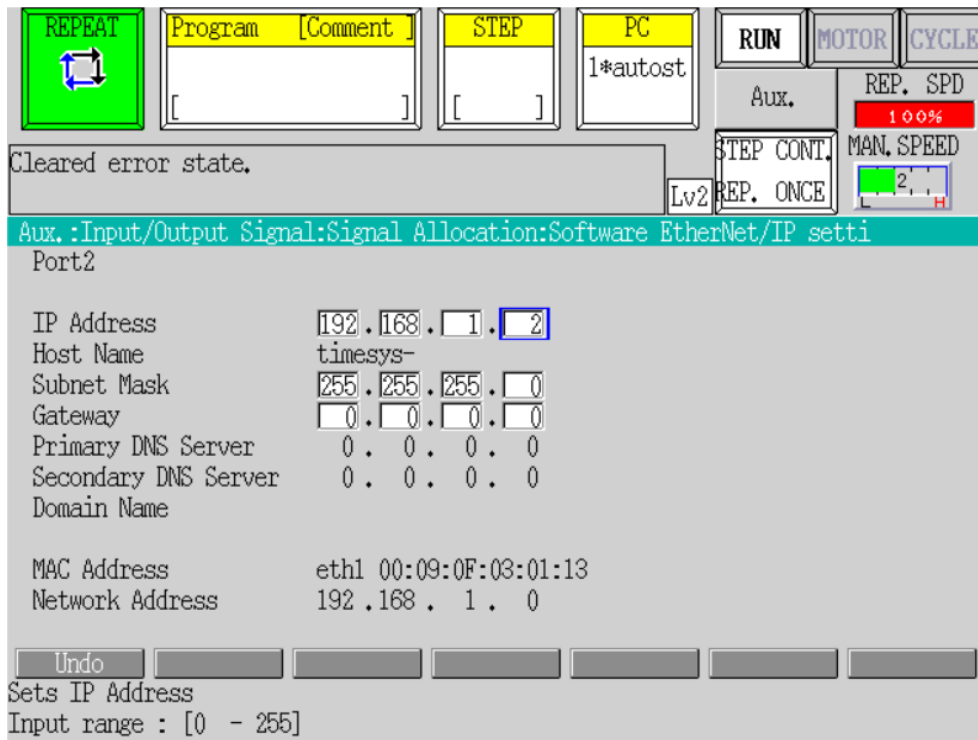 REPEAT
Program [Comment ]
[ ]
STEP
[ ]
PC
1*autost
RUN
MOTOR
CYCLE
Aux.
REP. SPD
100%
Cleared error state.
Lv2
STEP CONT.
REP. ONCE
MAN.SPEED
2
L H
Aux.:Input/Output Signal:Signal Allocation:Software EtherNet/IP setti
Port2
IP Address 192 . 168 . 1 . 2
Host Name timesys-
Subnet Mask 255 . 255 . 255 . 0
Gateway 0 . 0 . 0 . 0
Primary DNS Server 0 . 0 . 0 . 0
Secondary DNS Server 0 . 0 . 0 . 0
Domain Name
MAC Address eth1 00:09:0F:03:01:13
Network Address 192 .168 . 1 . 0
Undo
Sets IP Address
Input range : [0 - 255]